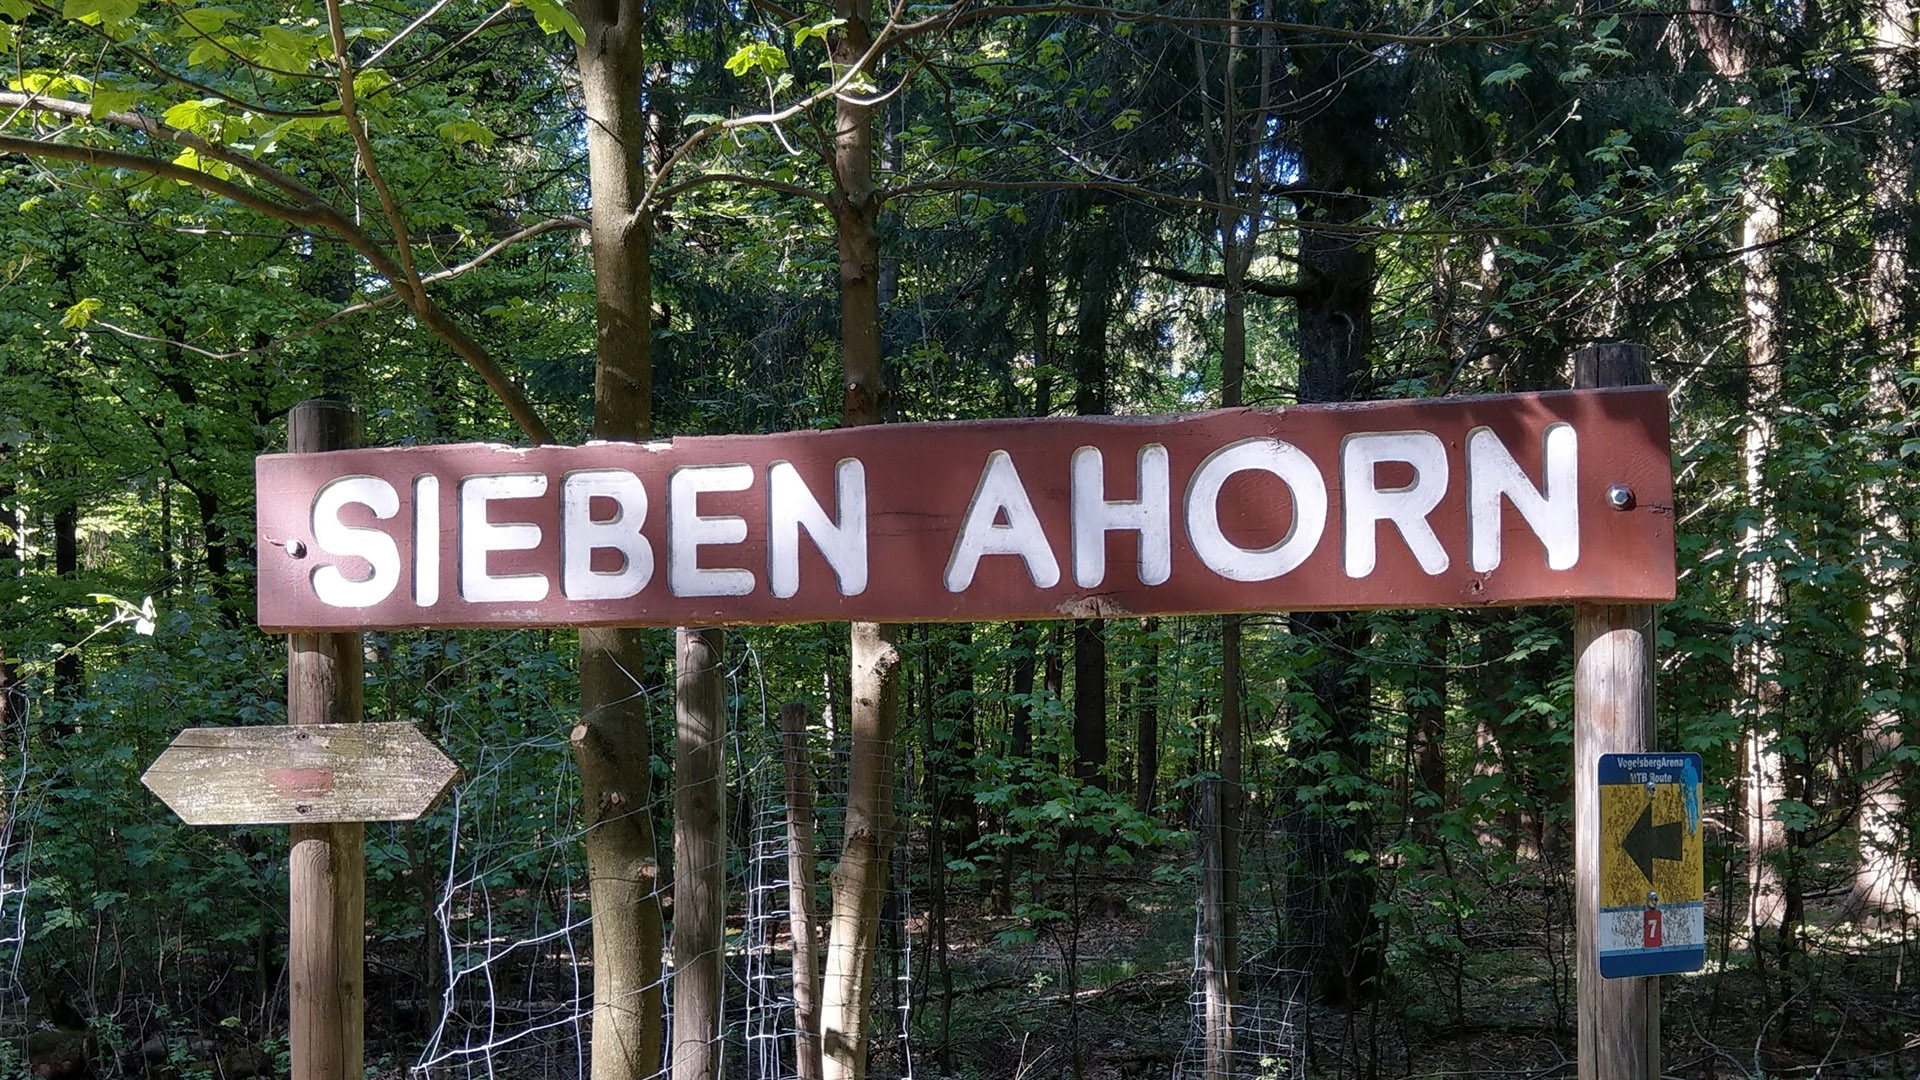 SIEBEN AHORN
VogelsbergArena
MTB Route
7